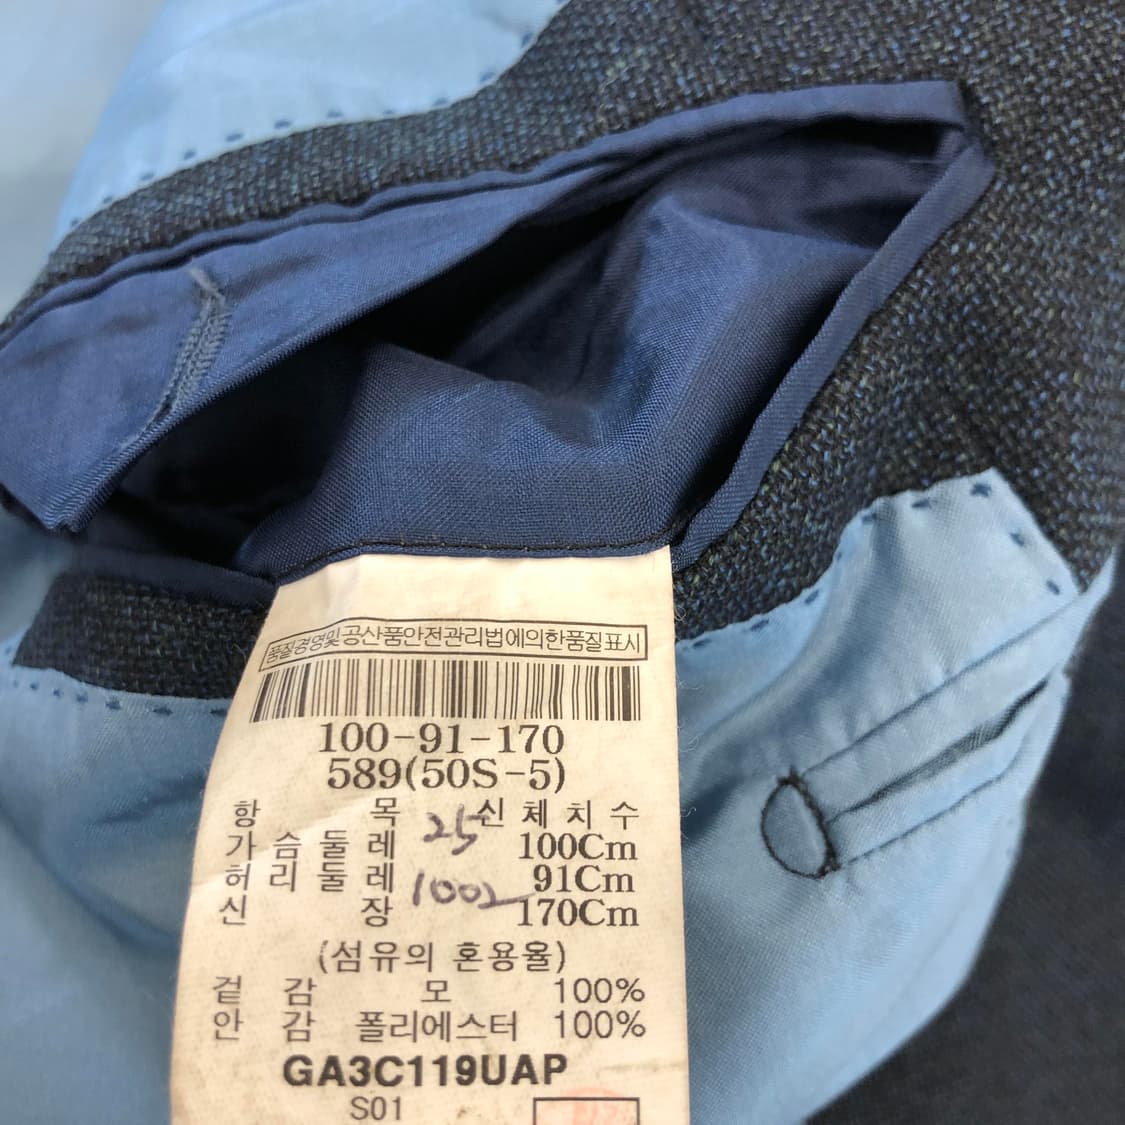 품질경영및공산품안전관리법에의한품질표시
100-91-170
589(50S-5)
항 목 신체치수
가슴둘레 25 100Cm
허리둘레 91Cm
신 장 1002 170Cm
(섬유의 혼용율)
겉 감 모 100%
안 감 폴리에스터 100%
GA3C119UAP
S01